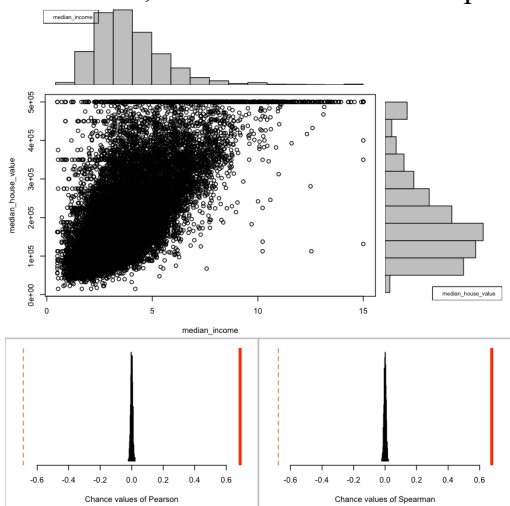 median_income
median_house_value
0e+00 1e+05 2e+05 3e+05 4e+05 5e+05
0 5 10 15
median_income
median_house_value
-0.6 -0.4 -0.2 0.0 0.2 0.4 0.6
Chance values of Pearson
-0.6 -0.4 -0.2 0.0 0.2 0.4 0.6
Chance values of Spearman